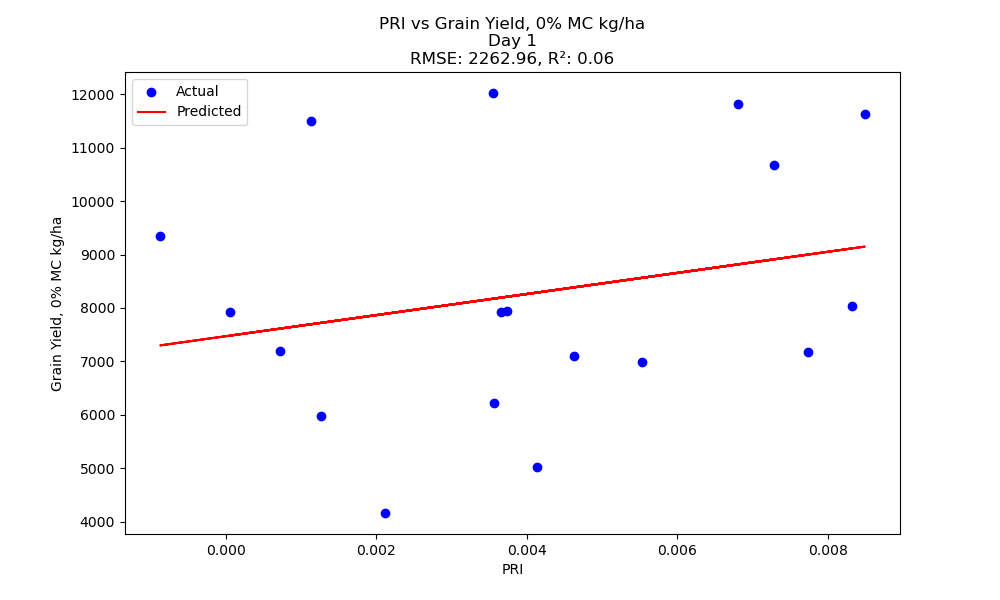 PRI vs Grain Yield, 0% MC kg/ha
Day 1
RMSE: 2262.96, R²: 0.06
Actual
Predicted
12000
11000
10000
9000
8000
7000
6000
5000
4000
Grain Yield, 0% MC kg/ha
0.000 0.002 0.004 0.006 0.008
PRI